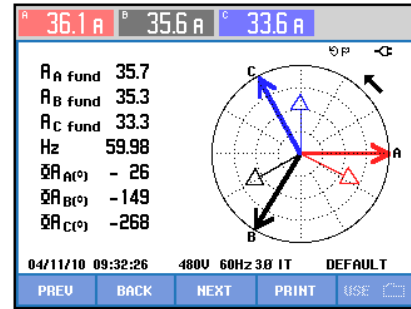 A 36.1 A B 35.6 A C 33.6 A
A A fund 35.7
A B fund 35.3
A C fund 33.3
Hz 59.98
ΦA A(°) - 26
ΦA B(°) -149
ΦA C(°) -268
C
A
B
04/11/10 09:32:26 480V 60Hz 3Ø IT DEFAULT
PREV BACK NEXT PRINT USE